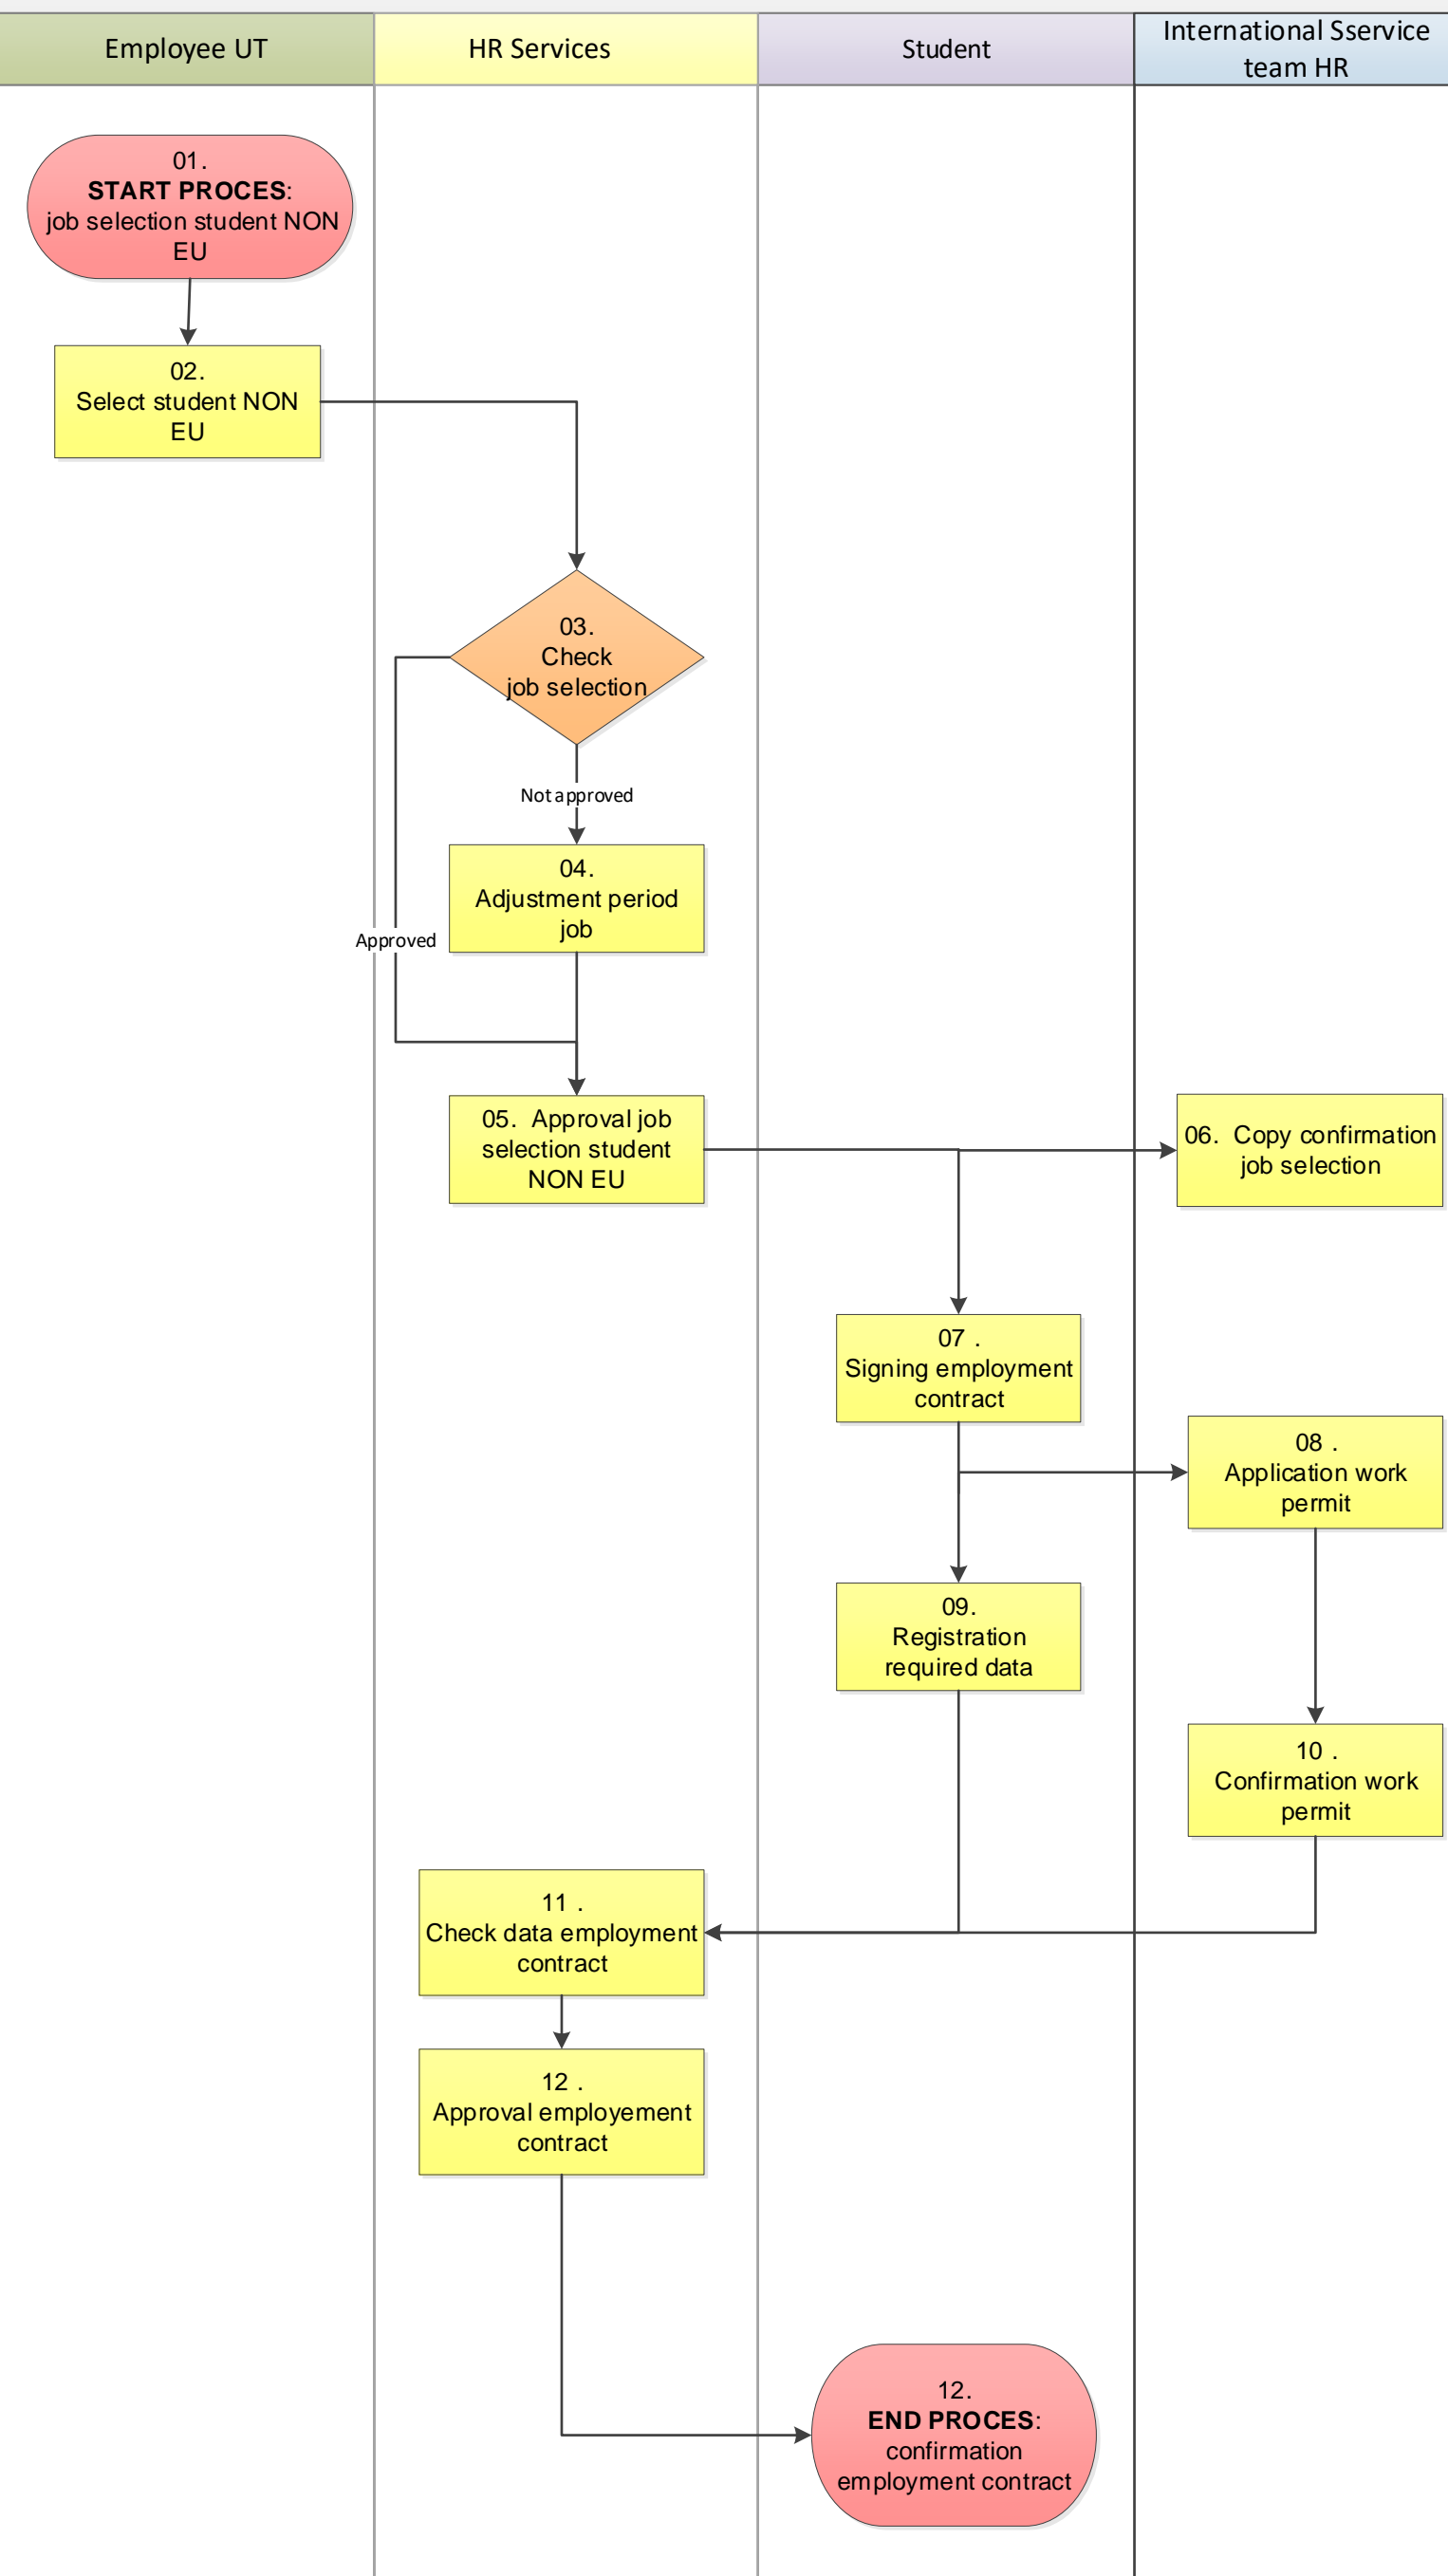 Employee UT
HR Services
Student
International Sservice
team HR
01.
START PROCES:
job selection student NON
EU
02.
Select student NON
EU
03.
Check
job selection
Not approved
04.
Adjustment period
job
Approved
05. Approval job
selection student
NON EU
06. Copy confirmation
job selection
07 .
Signing employment
contract
08 .
Application work
permit
09.
Registration
required data
10 .
Confirmation work
permit
11 .
Check data employment
contract
12 .
Approval employement
contract
12.
END PROCES:
confirmation
employment contract